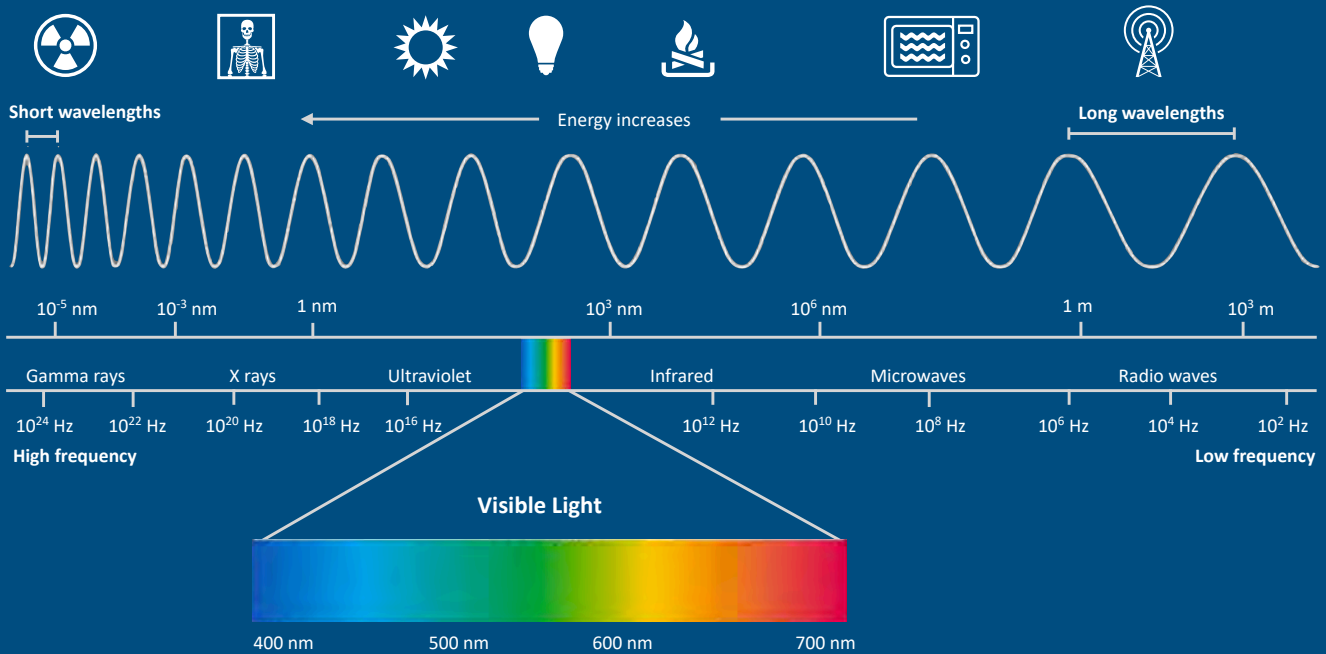 Short wavelengths
Energy increases
Long wavelengths
10⁻⁵ nm 10⁻³ nm 1 nm 10³ nm 10⁶ nm 1 m 10³ m
Gamma rays X rays Ultraviolet Infrared Microwaves Radio waves
10²⁴ Hz 10²² Hz 10²⁰ Hz 10¹⁸ Hz 10¹⁶ Hz 10¹² Hz 10¹⁰ Hz 10⁸ Hz 10⁶ Hz 10⁴ Hz 10² Hz
High frequency Low frequency
Visible Light
400 nm 500 nm 600 nm 700 nm